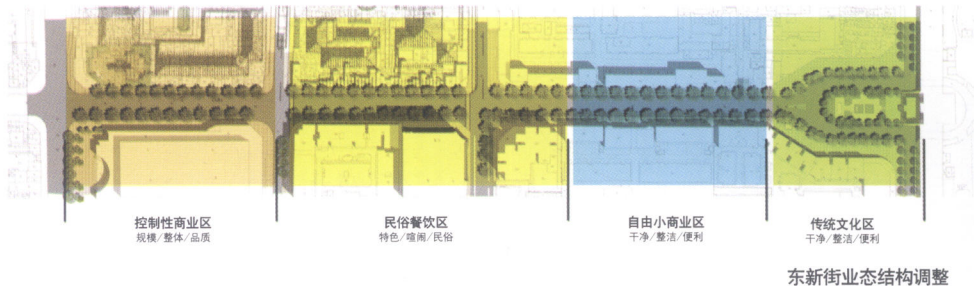 控制性商业区
规模/整体/品质
民俗餐饮区
特色/喧闹/民俗
自由小商业区
干净/整洁/便利
传统文化区
干净/整洁/便利
东新街业态结构调整